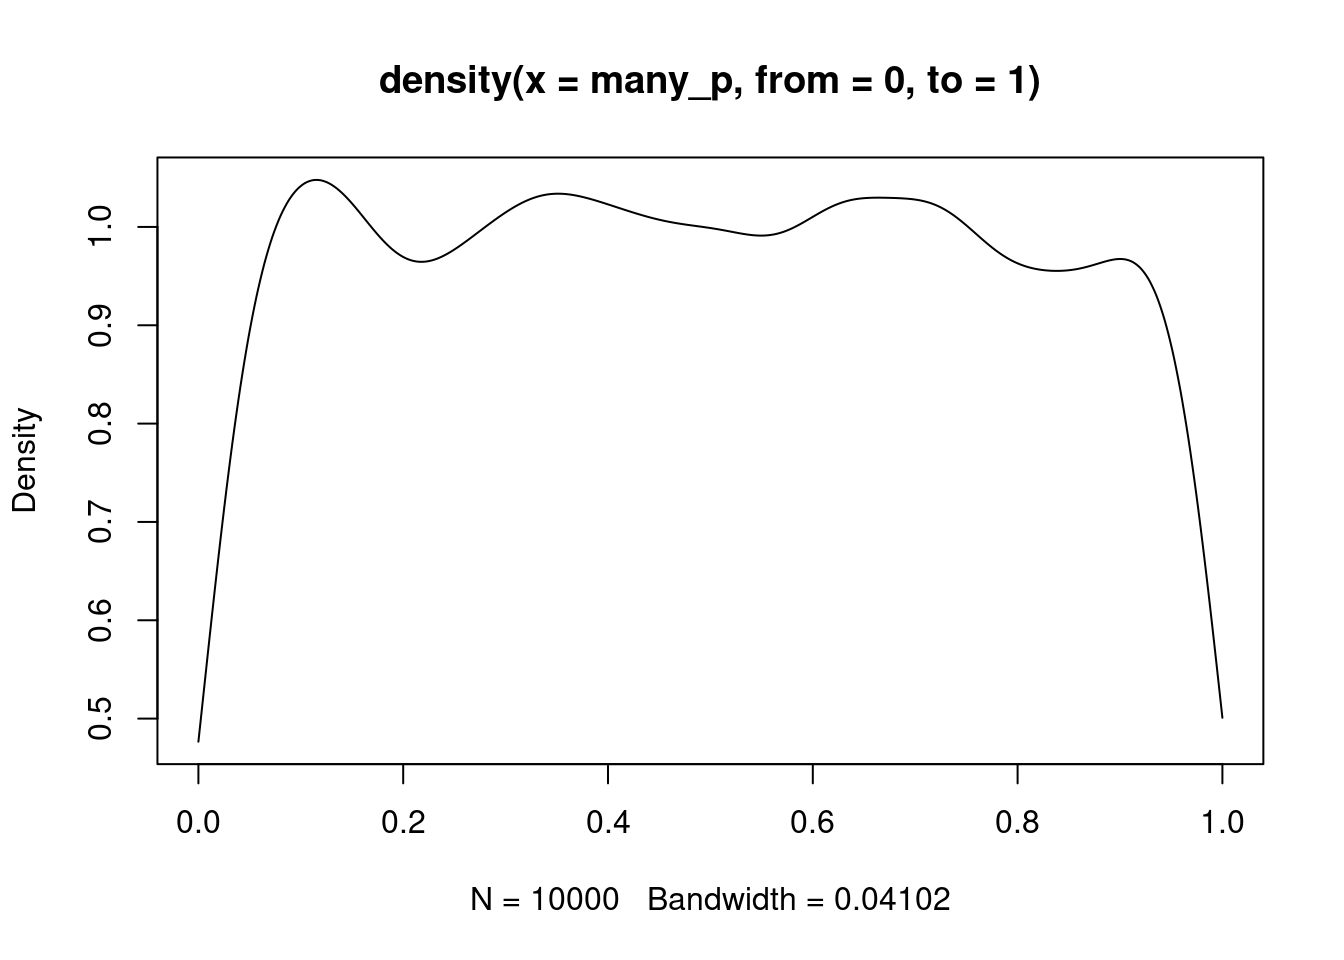 density(x = many_p, from = 0, to = 1)
Density
1.0
0.9
0.8
0.7
0.6
0.5
0.0 0.2 0.4 0.6 0.8 1.0
N = 10000 Bandwidth = 0.04102